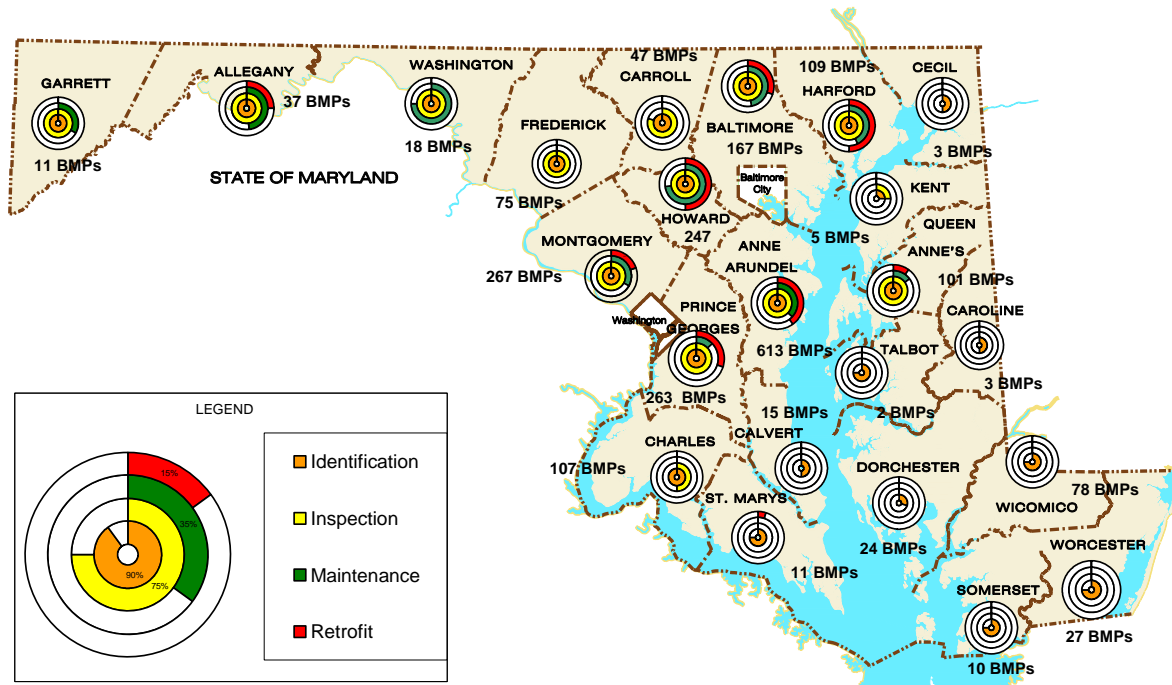 GARRETT
11 BMPs
ALLEGANY
37 BMPs
WASHINGTON
18 BMPs
STATE OF MARYLAND
FREDERICK
75 BMPs
47 BMPs
CARROLL
BALTIMORE
167 BMPs
109 BMPs
HARFORD
CECIL
3 BMPs
Baltimore
City
HOWARD
247
KENT
5 BMPs
QUEEN
ANNE'S
101 BMPs
MONTGOMERY
267 BMPs
ANNE
ARUNDEL
613 BMPs
Washington
PRINCE
GEORGES
263 BMPs
CAROLINE
3 BMPs
TALBOT
2 BMPs
15 BMPs
CALVERT
CHARLES
107 BMPs
ST. MARYS
11 BMPs
DORCHESTER
24 BMPs
78 BMPs
WICOMICO
WORCESTER
27 BMPs
SOMERSET
10 BMPs
LEGEND
15%
35%
75%
90%
Identification
Inspection
Maintenance
Retrofit